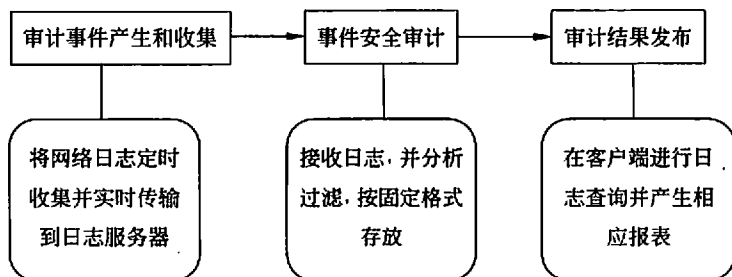 审计事件产生和收集
事件安全审计
审计结果发布
将网络日志定时
收集并实时传输
到日志服务器
接收日志，并分析
过滤，按固定格式
存放
在客户端进行日
志查询并产生相
应报表